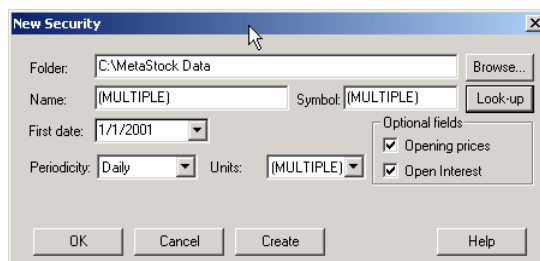 New Security
Folder: C:\MetaStock Data Browse...
Name: (MULTIPLE) Symbol: (MULTIPLE) Look-up
First date: 1/1/2001 Optional fields
Opening prices
Periodicity: Daily Units: (MULTIPLE) Open Interest
OK Cancel Create Help